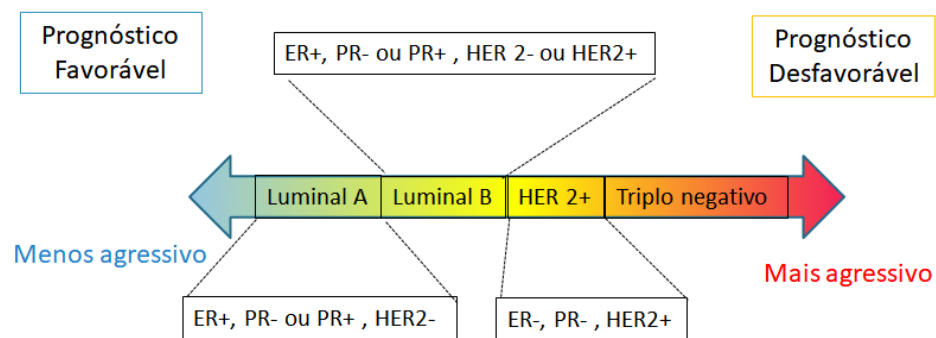 Prognóstico
Favorável
ER+, PR- ou PR+ , HER 2- ou HER2+
Prognóstico
Desfavorável
Luminal A
Luminal B
HER 2+
Triplo negativo
Menos agressivo
Mais agressivo
ER+, PR- ou PR+ , HER2-
ER-, PR- , HER2+